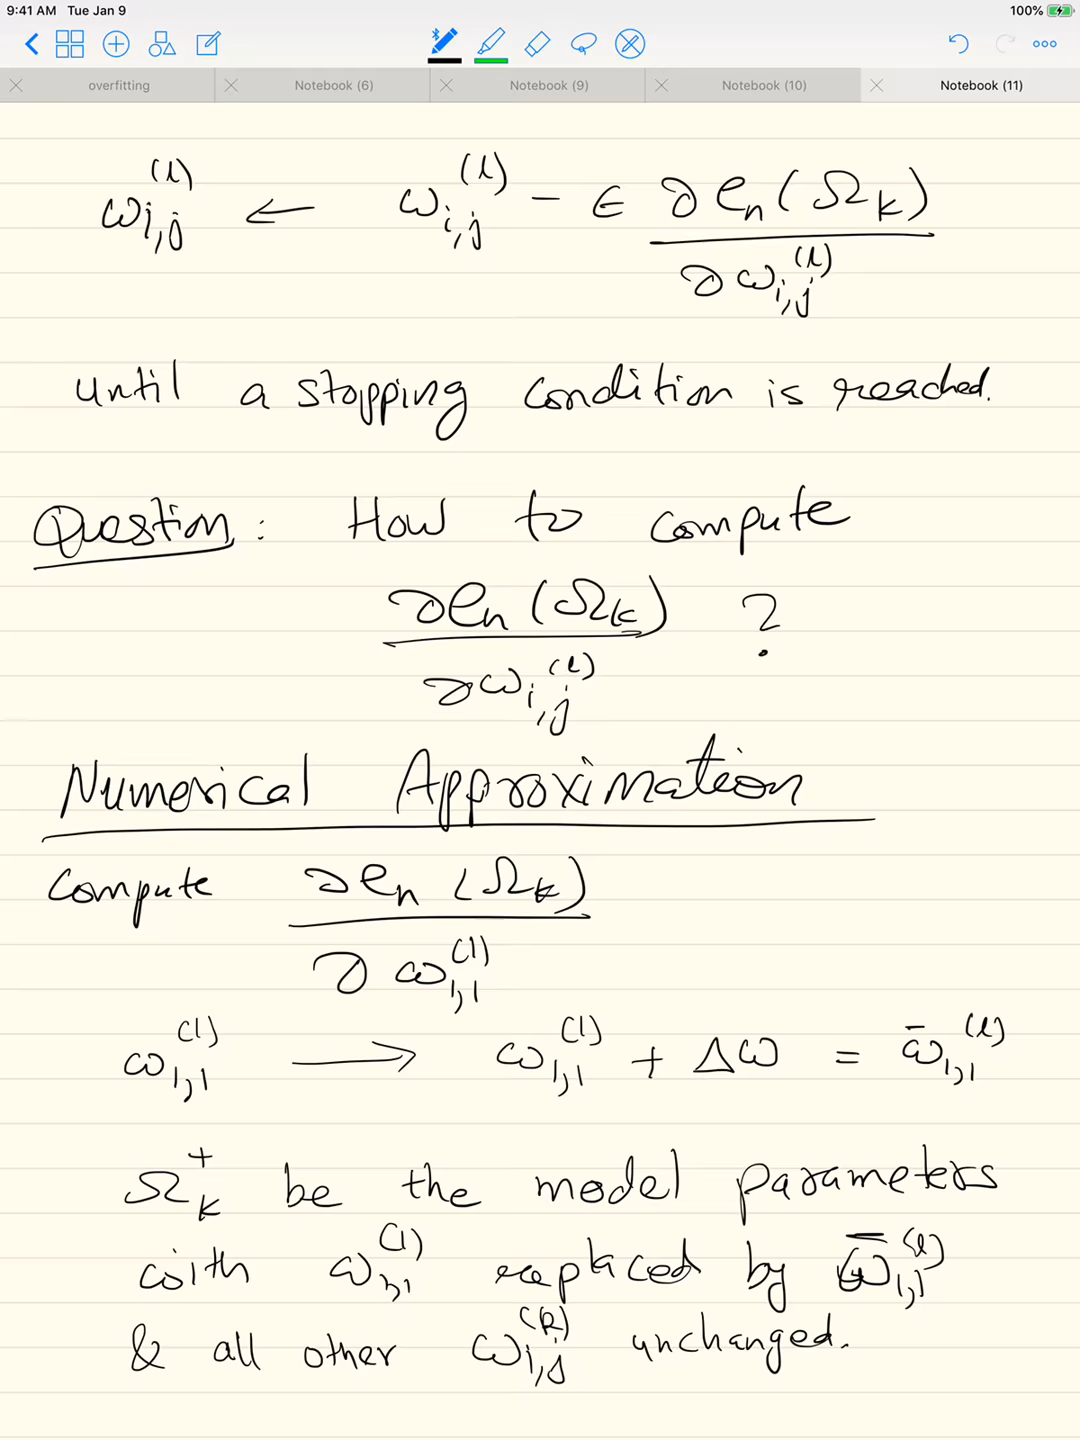 9:41 AM Tue Jan 9 100%
overfitting Notebook (6) Notebook (9) Notebook (10) Notebook (11)
ω_{i,j}^{(l)} ← ω_{i,j}^{(l)} − ϵ ∂e_n(Ω_k) / ∂ω_{i,j}^{(l)}
until a stopping condition is reached.
Question: How to compute
∂e_n(Ω_k) / ∂ω_{i,j}^{(l)} ?
Numerical Approximation
Compute ∂e_n(Ω_k) / ∂ω_{1,1}^{(1)}
ω_{1,1}^{(1)} → ω_{1,1}^{(1)} + Δω = ω̄_{1,1}^{(l)}
Ω_k^+ be the model parameters
with ω_{1,1}^{(1)} replaced by ω̄_{1,1}^{(l)}
& all other ω_{i,j}^{(k)} unchanged.